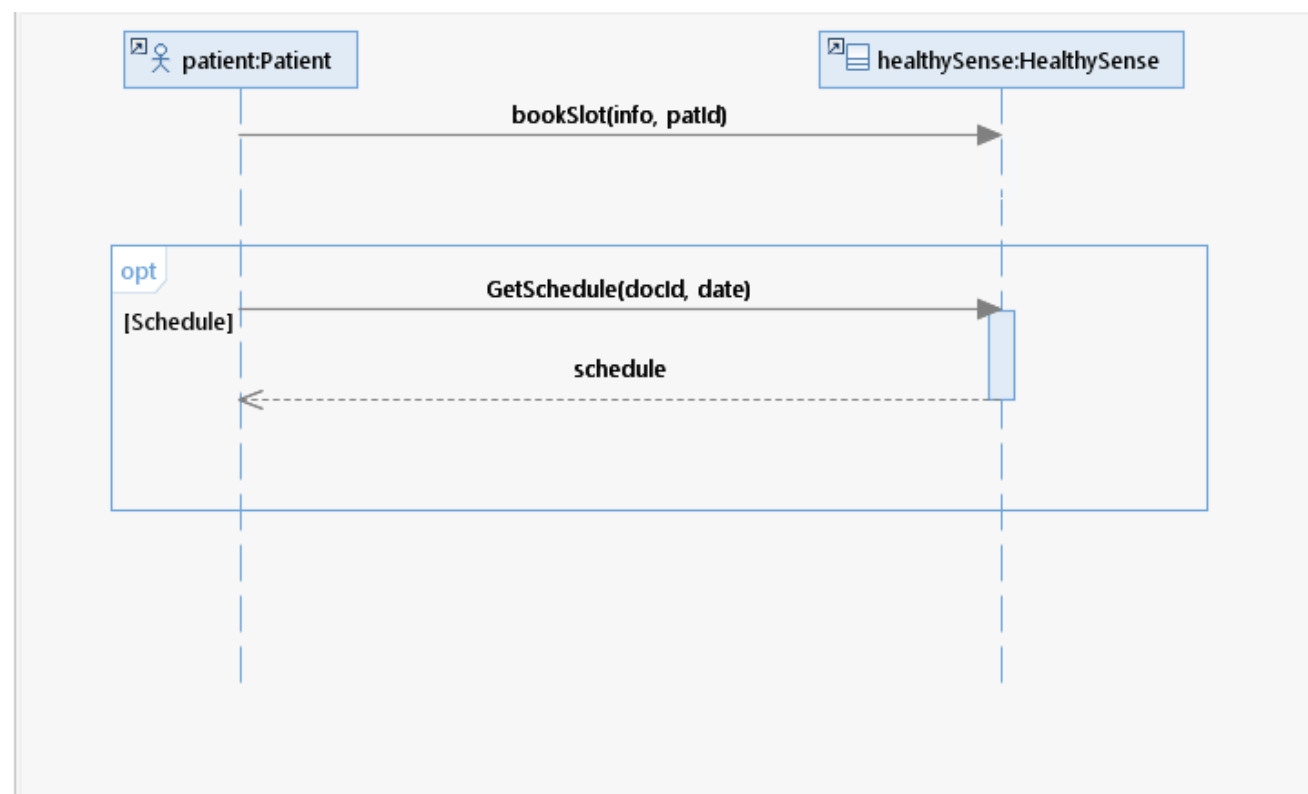 patient:Patient
healthySense:HealthySense
bookSlot(info, patId)
opt
GetSchedule(docId, date)
[Schedule]
schedule